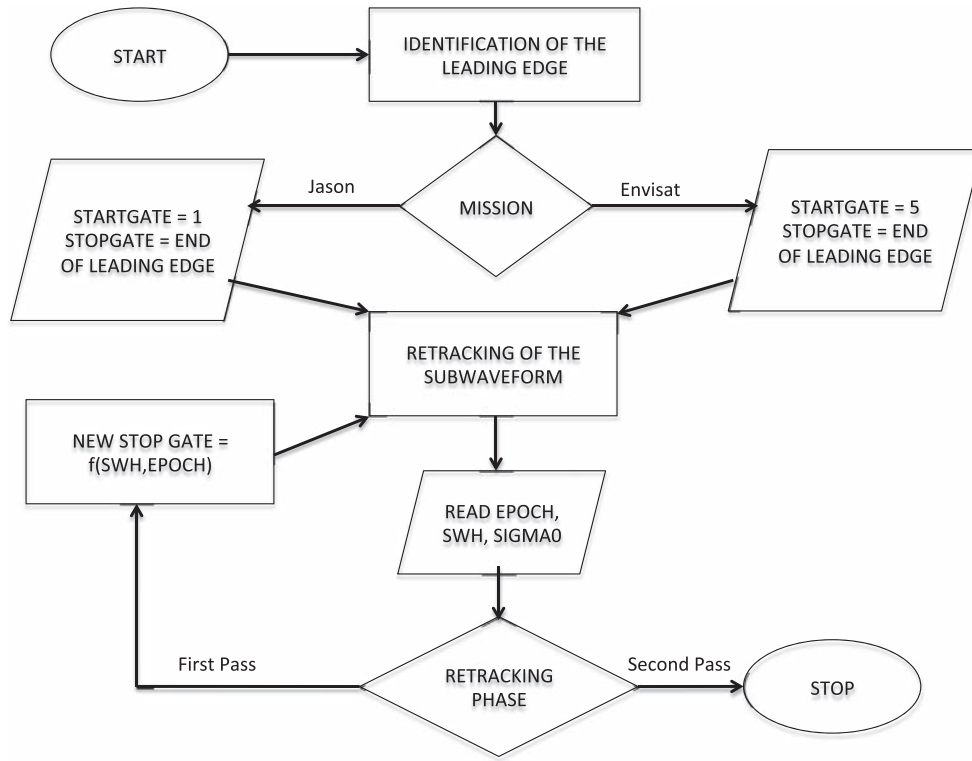 START
IDENTIFICATION OF THE
LEADING EDGE
Jason
MISSION
Envisat
STARTGATE = 1
STOPGATE = END
OF LEADING EDGE
STARTGATE = 5
STOPGATE = END
OF LEADING EDGE
RETRACKING OF THE
SUBWAVEFORM
NEW STOP GATE =
f(SWH,EPOCH)
READ EPOCH,
SWH, SIGMA0
First Pass
RETRACKING
PHASE
Second Pass
STOP